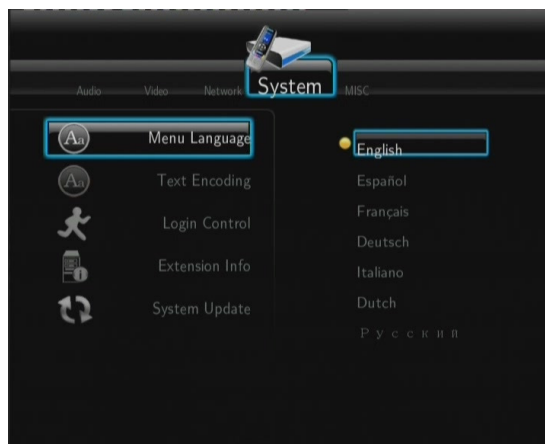 Audio Video Network System MISC
Menu Language
Text Encoding
Login Control
Extension Info
System Update
English
Español
Français
Deutsch
Italiano
Dutch
Русский